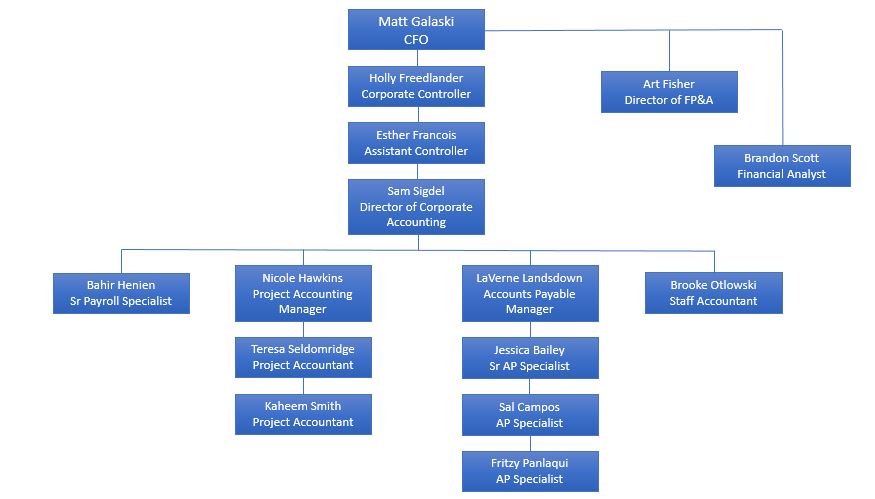 Matt Galaski
CFO
Holly Freedlander
Corporate Controller
Art Fisher
Director of FP&A
Esther Francois
Assistant Controller
Brandon Scott
Financial Analyst
Sam Sigdel
Director of Corporate
Accounting
Bahir Henien
Sr Payroll Specialist
Nicole Hawkins
Project Accounting
Manager
LaVerne Landsdown
Accounts Payable
Manager
Brooke Otlowski
Staff Accountant
Teresa Seldomridge
Project Accountant
Jessica Bailey
Sr AP Specialist
Kaheem Smith
Project Accountant
Sal Campos
AP Specialist
Fritzy Panlaqui
AP Specialist